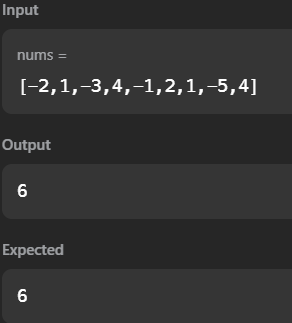 Input
nums =
[-2,1,-3,4,-1,2,1,-5,4]
Output
6
Expected
6